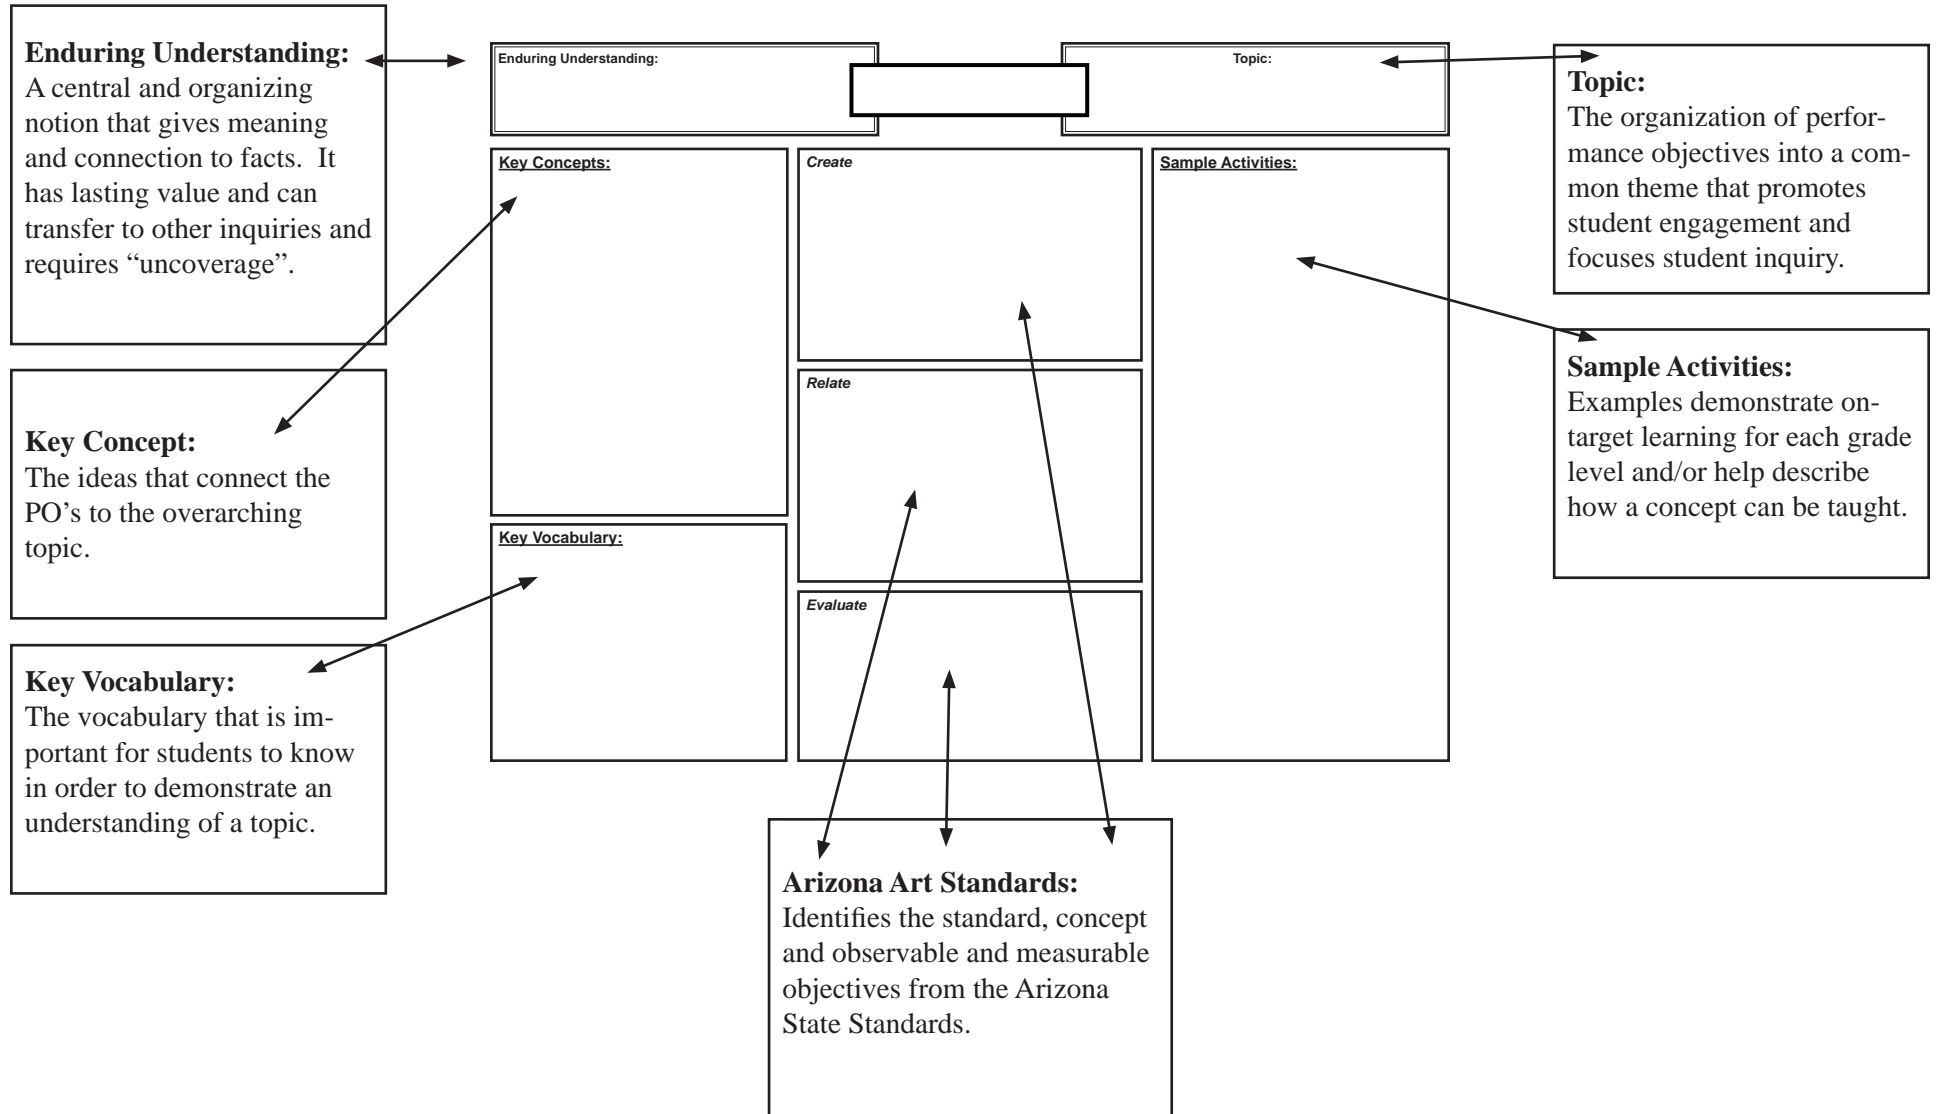 Enduring Understanding:
A central and organizing
notion that gives meaning
and connection to facts.  It
has lasting value and can
transfer to other inquiries and
requires “uncoverage”.
Key Concept:
The ideas that connect the
PO’s to the overarching
topic.
Key Vocabulary:
The vocabulary that is im-
portant for students to know
in order to demonstrate an
understanding of a topic.
Enduring Understanding:
Topic:
Key Concepts:
Key Vocabulary:
Create
Relate
Evaluate
Sample Activities:
Arizona Art Standards:
Identifies the standard, concept
and observable and measurable
objectives from the Arizona
State Standards.
Topic:
The organization of perfor-
mance objectives into a com-
mon theme that promotes
student engagement and
focuses student inquiry.
Sample Activities:
Examples demonstrate on-
target learning for each grade
level and/or help describe
how a concept can be taught.